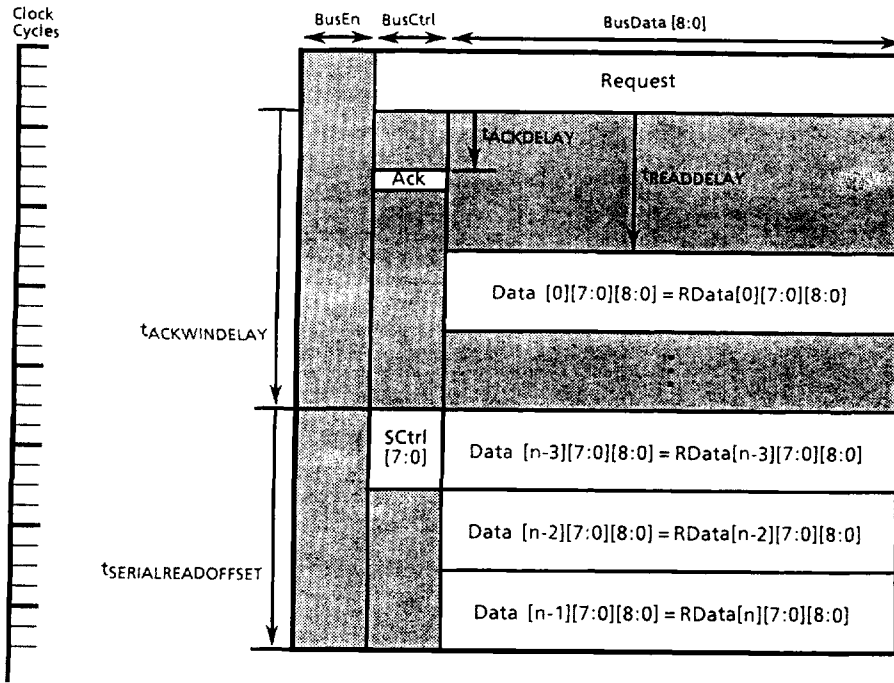 Clock
Cycles
BusEn
BusCtrl
BusData [8:0]
Request
tACKDELAY
Ack
tREADDELAY
Data [0][7:0][8:0] = RData[0][7:0][8:0]
tACKWINDELAY
SCtrl
[7:0]
Data [n-3][7:0][8:0] = RData[n-3][7:0][8:0]
Data [n-2][7:0][8:0] = RData[n-2][7:0][8:0]
tSERIALREADOFFSET
Data [n-1][7:0][8:0] = RData[n][7:0][8:0]